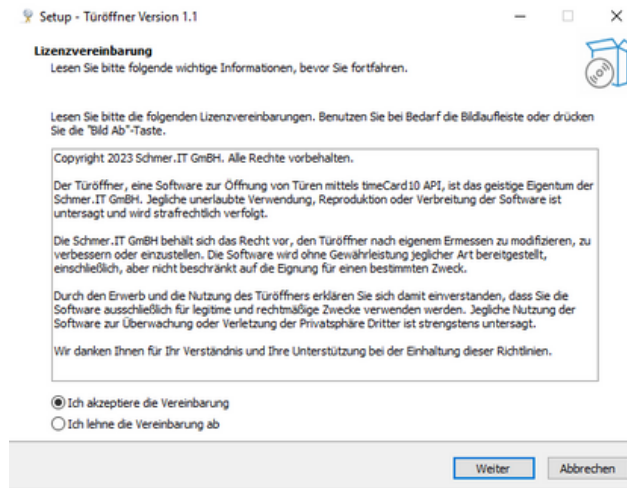 Setup - Türöffner Version 1.1
Lizenzvereinbarung
Lesen Sie bitte folgende wichtige Informationen, bevor Sie fortfahren.
Lesen Sie bitte die folgenden Lizenzvereinbarungen. Benutzen Sie bei Bedarf die Bildlaufleiste oder drücken
Sie die "Bild Ab"-Taste.
Copyright 2023 Schmer.IT GmBH. Alle Rechte vorbehalten.
Der Türöffner, eine Software zur Öffnung von Türen mittels timeCard10 API, ist das geistige Eigentum der
Schmer.IT GmBH. Jegliche unerlaubte Verwendung, Reproduktion oder Verbreitung der Software ist
untersagt und wird strafrechtlich verfolgt.
Die Schmer.IT GmBH behält sich das Recht vor, den Türöffner nach eigenem Ermessen zu modifizieren, zu
verbessern oder einzustellen. Die Software wird ohne Gewährleistung jeglicher Art bereitgestellt,
einschließlich, aber nicht beschränkt auf die Eignung für einen bestimmten Zweck.
Durch den Erwerb und die Nutzung des Türöffners erklären Sie sich damit einverstanden, dass Sie die
Software ausschließlich für legitime und rechtmäßige Zwecke verwenden werden. Jegliche Nutzung der
Software zur Überwachung oder Verletzung der Privatsphäre Dritter ist strengstens untersagt.
Wir danken Ihnen für Ihr Verständnis und Ihre Unterstützung bei der Einhaltung dieser Richtlinien.
Ich akzeptiere die Vereinbarung
Ich lehne die Vereinbarung ab
Weiter
Abbrechen